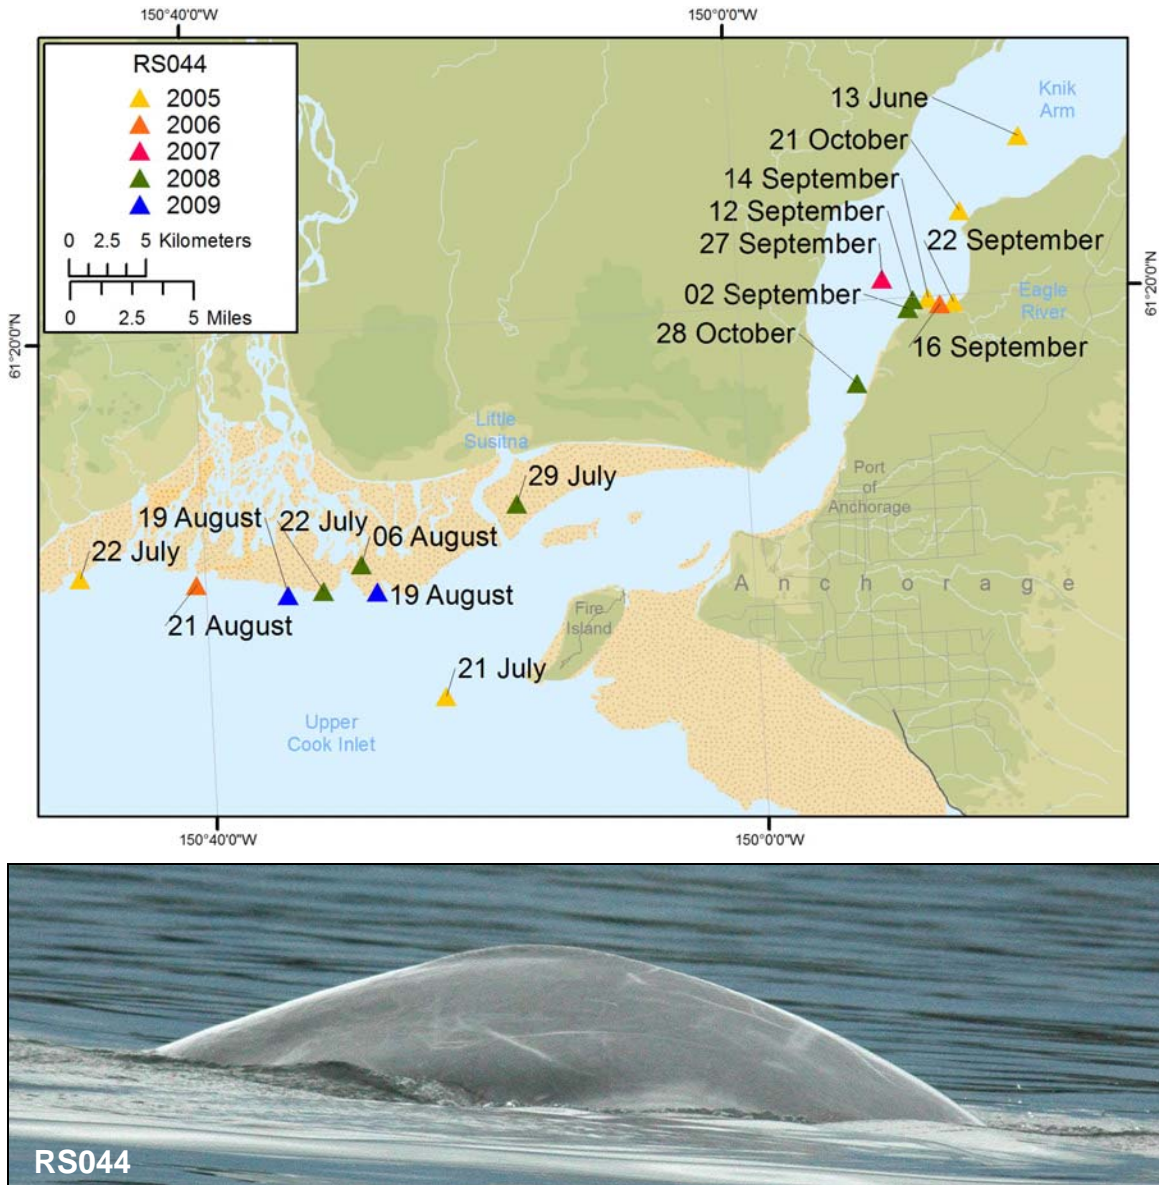 150°40'0"W
150°0'0"W
RS044
2005
2006
2007
2008
2009
0 2.5 5 Kilometers
0 2.5 5 Miles
61°20'0"N
61°20'0"N
Knik
Arm
13 June
21 October
14 September
12 September
27 September
22 September
02 September
Eagle
River
28 October
16 September
Little
Susitna
29 July
Port
of
Anchorage
19 August
22 July
06 August
22 July
19 August
21 August
Anchorage
Fire
Island
21 July
Upper
Cook Inlet
150°40'0"W
150°0'0"W
RS044